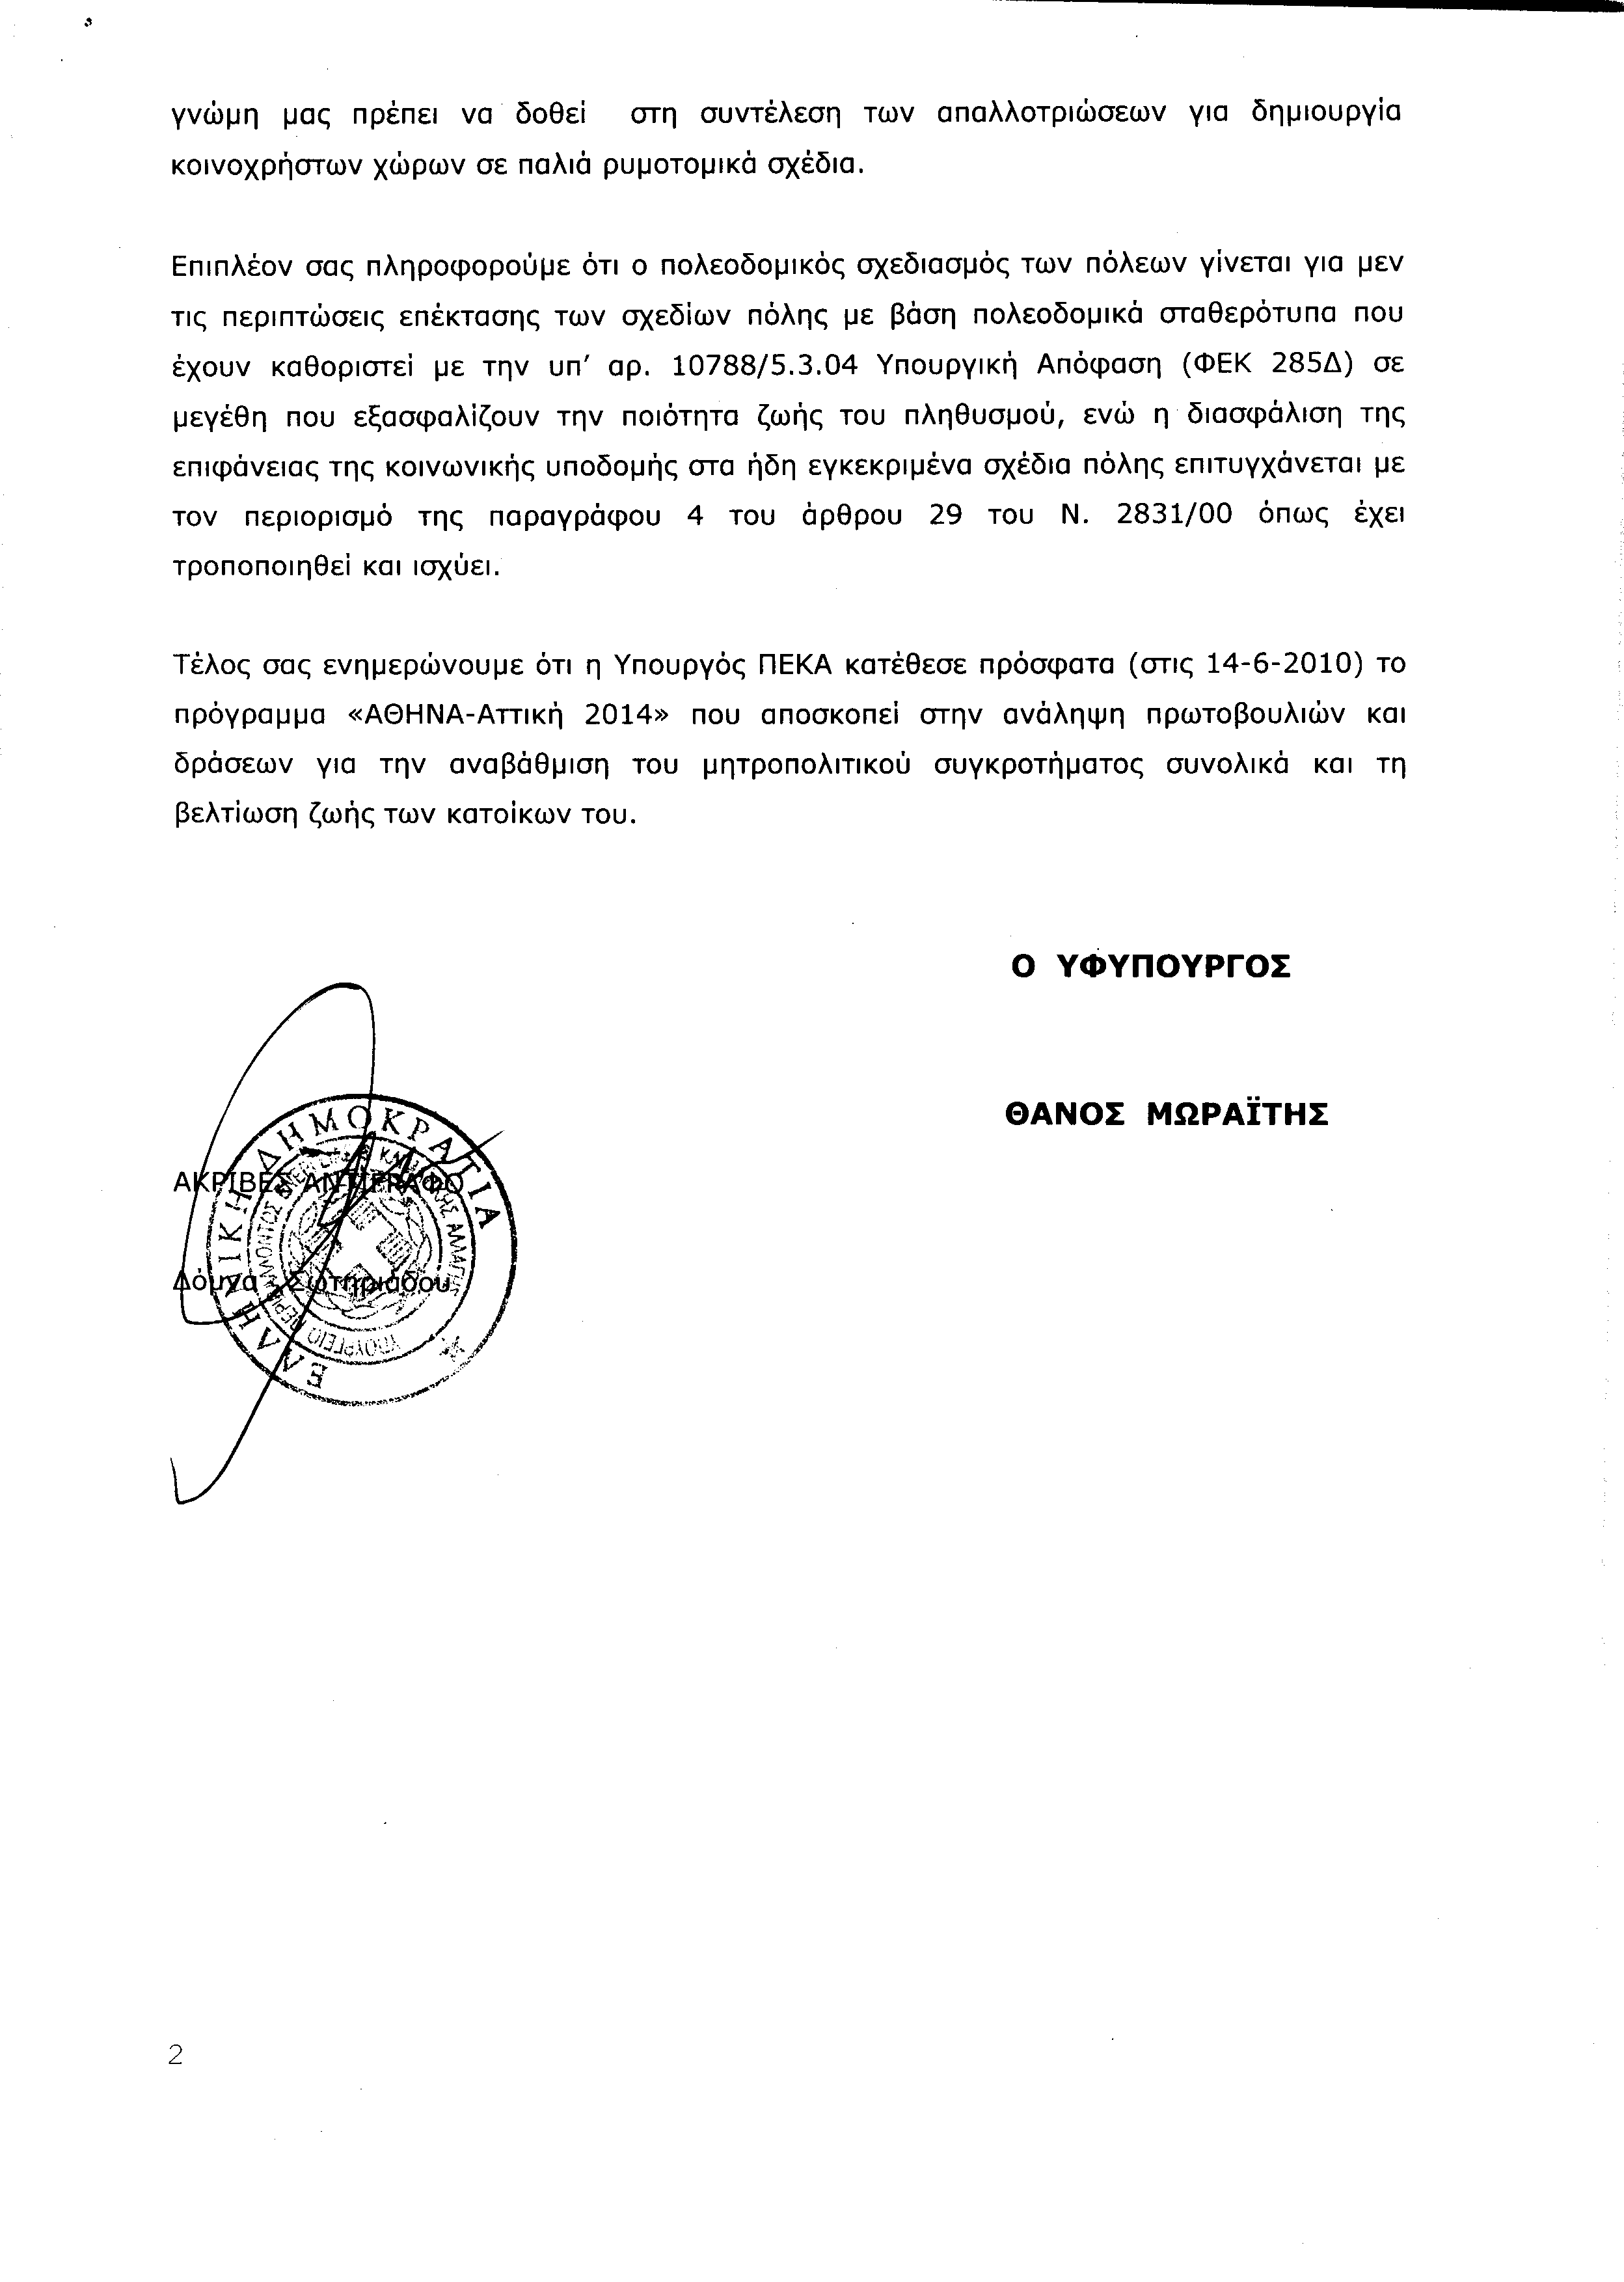 γνώμη μας πρέπει να δοθεί στη συντέλεση των απαλλοτριώσεων για δημιουργία
κοινοχρήστων χώρων σε παλιά ρυμοτομικά σχέδια.
Επιπλέον σας πληροφορούμε ότι ο πολεοδομικός σχεδιασμός των πόλεων γίνεται για μεν
τις περιπτώσεις επέκτασης των σχεδίων πόλης με βάση πολεοδομικά σταθερότυπα που
έχουν καθοριστεί με την υπ' αρ. 10788/5.3.04 Υπουργική Απόφαση (ΦΕΚ 285Δ) σε
μεγέθη που εξασφαλίζουν την ποιότητα ζωής του πληθυσμού, ενώ η διασφάλιση της
επιφάνειας της κοινωνικής υποδομής στα ήδη εγκεκριμένα σχέδια πόλης επιτυγχάνεται με
τον περιορισμό της παραγράφου 4 του άρθρου 29 του Ν. 2831/00 όπως έχει
τροποποιηθεί και ισχύει.
Τέλος σας ενημερώνουμε ότι η Υπουργός ΠΕΚΑ κατέθεσε πρόσφατα (στις 14-6-2010) το
πρόγραμμα «ΑΘΗΝΑ-Αττική 2014» που αποσκοπεί στην ανάληψη πρωτοβουλιών και
δράσεων για την αναβάθμιση του μητροπολιτικού συγκροτήματος συνολικά και τη
βελτίωση ζωής των κατοίκων του.
Ο ΥΦΥΠΟΥΡΓΟΣ
ΘΑΝΟΣ ΜΩΡΑΪΤΗΣ
ΕΛΛΗΝΙΚΗ ΔΗΜΟΚΡΑΤΙΑ
ΥΠΟΥΡΓΕΙΟ ΑΛΛΑΓΗΣ
ΑΚΡΙΒΕΣ ΑΝΤΙΓΡΑΦΟ
Δόμνα Σωτηριάδου
2